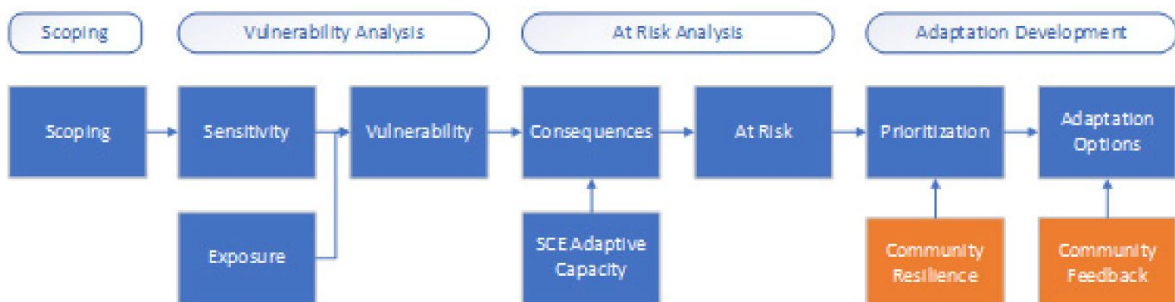 Scoping
Vulnerability Analysis
At Risk Analysis
Adaptation Development
Scoping
Sensitivity
Vulnerability
Consequences
At Risk
Prioritization
Adaptation
Options
Exposure
SCE Adaptive
Capacity
Community
Resilience
Community
Feedback